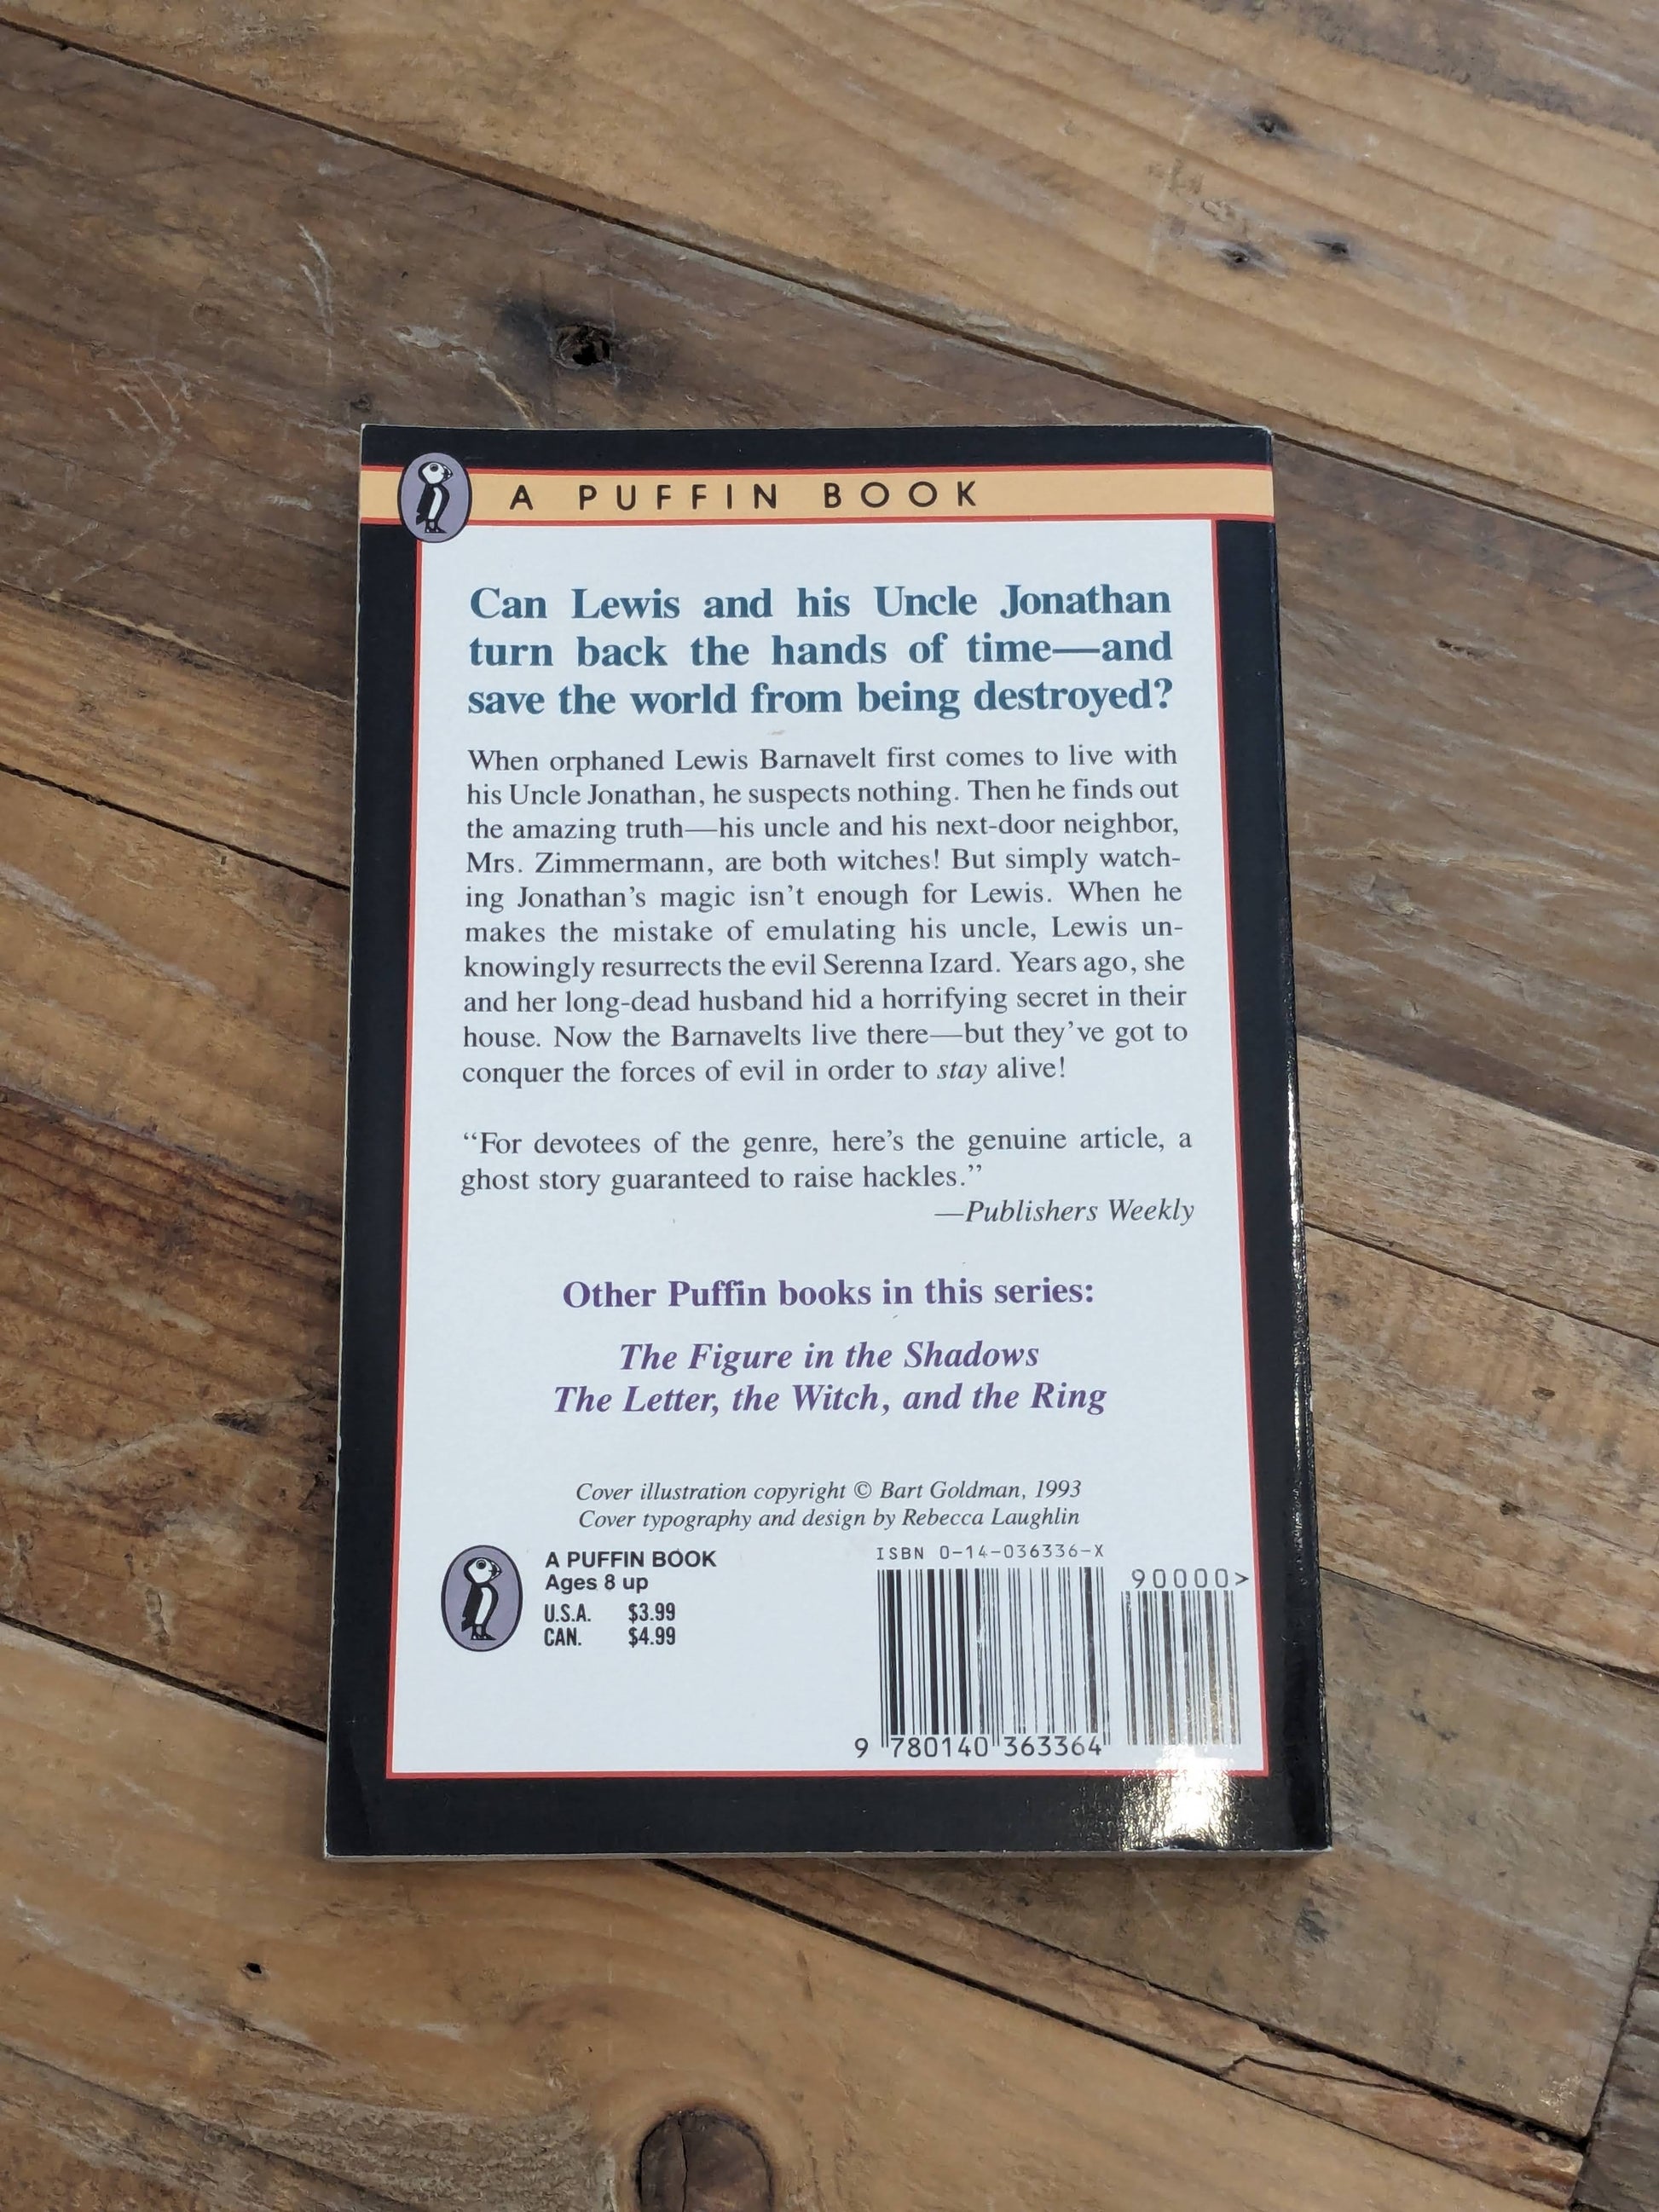 A PUFFIN BOOK
Can Lewis and his Uncle Jonathan
turn back the hands of time—and
save the world from being destroyed?
When orphaned Lewis Barnavelt first comes to live with
his Uncle Jonathan, he suspects nothing. Then he finds out
the amazing truth—his uncle and his next-door neighbor,
Mrs. Zimmermann, are both witches! But simply watch-
ing Jonathan's magic isn't enough for Lewis. When he
makes the mistake of emulating his uncle, Lewis un-
knowingly resurrects the evil Serenna Izard. Years ago, she
and her long-dead husband hid a horrifying secret in their
house. Now the Barnavelts live there—but they've got to
conquer the forces of evil in order to stay alive!
“For devotees of the genre, here's the genuine article, a
ghost story guaranteed to raise hackles.”
—Publishers Weekly
Other Puffin books in this series:
The Figure in the Shadows
The Letter, the Witch, and the Ring
Cover illustration copyright © Bart Goldman, 1993
Cover typography and design by Rebecca Laughlin
A PUFFIN BOOK
Ages 8 up
U.S.A. $3.99
CAN. $4.99
ISBN 0-14-036336-X
90000>
9 780140 363364